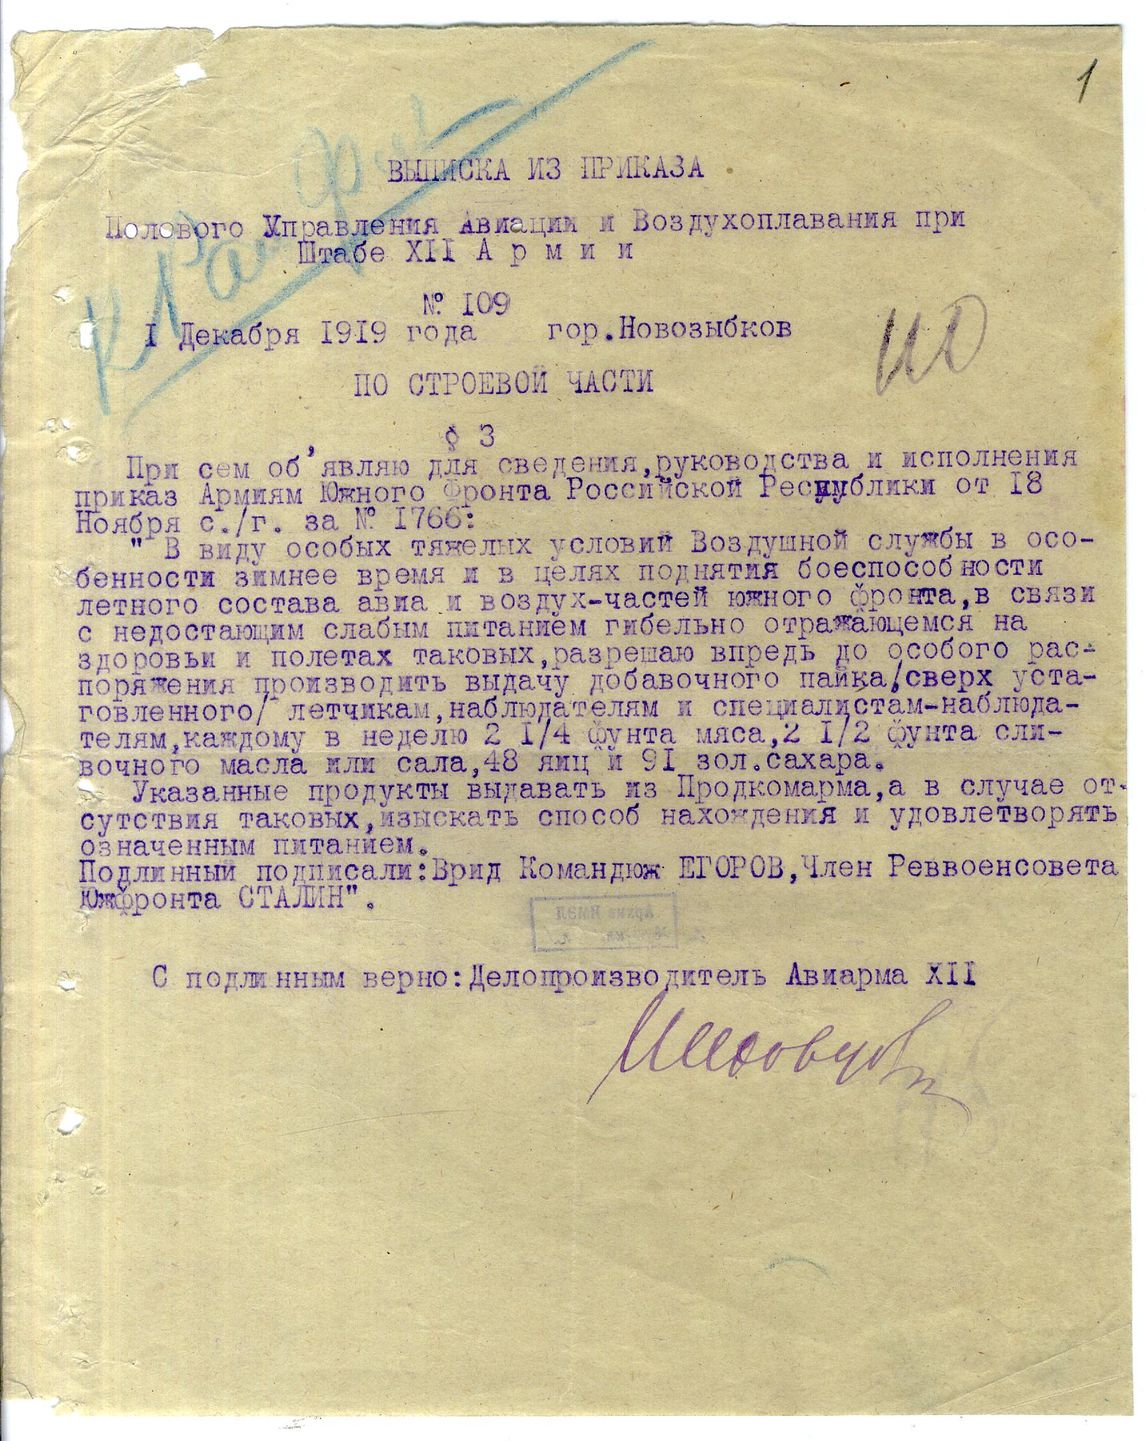 1
ВЫПИСКА ИЗ ПРИКАЗА
Полового Управления Авиации и Воздухоплавания при
Штабе XII А р м и и
№ 109
I Декабря 1919 года гор.Новозыбков
ПО СТРОЕВОЙ ЧАСТИ
§ 3
При сем об'являю для сведения,руководства и исполнения
приказ Армиям Южного Фронта Российской Республики от 18
Ноября с./г. за № 1766:
" В виду особых тяжелых условий Воздушной службы в осо-
бенности зимнее время и в целях поднятия боеспособности
летного состава авиа и воздух-частей южного фронта,в связи
с недостающим слабым питанием гибельно отражающемся на
здоровьи и полетах таковых,разрешаю впредь до особого рас-
поряжения производить выдачу добавочного пайка/сверх уста-
говленного/ летчикам,наблюдателям и специалистам-наблюда-
телям,каждому в неделю 2 1/4 фунта мяса,2 1/2 фунта сли-
вочного масла или сала,48 яиц и 91 зол.сахара.
Указанные продукты выдавать из Продкомарма,а в случае от-
сутствия таковых,изыскать способ нахождения и удовлетворять
означенным питанием.
Подлинный подписали:Врид Командюж ЕГОРОВ,Член Реввоенсовета
Южфронта СТАЛИН".
С подлинным верно:Делопроизводитель Авиарма XII